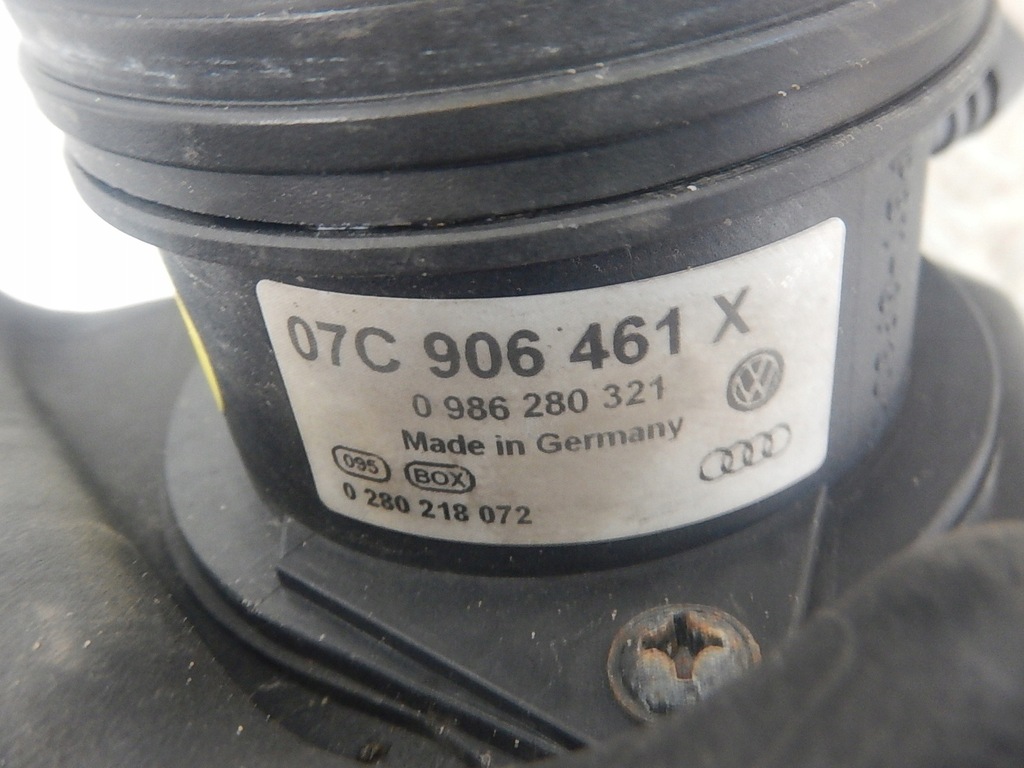 07C 906 461 X
0 986 280 321
Made in Germany
095 BOX
0 280 218 072